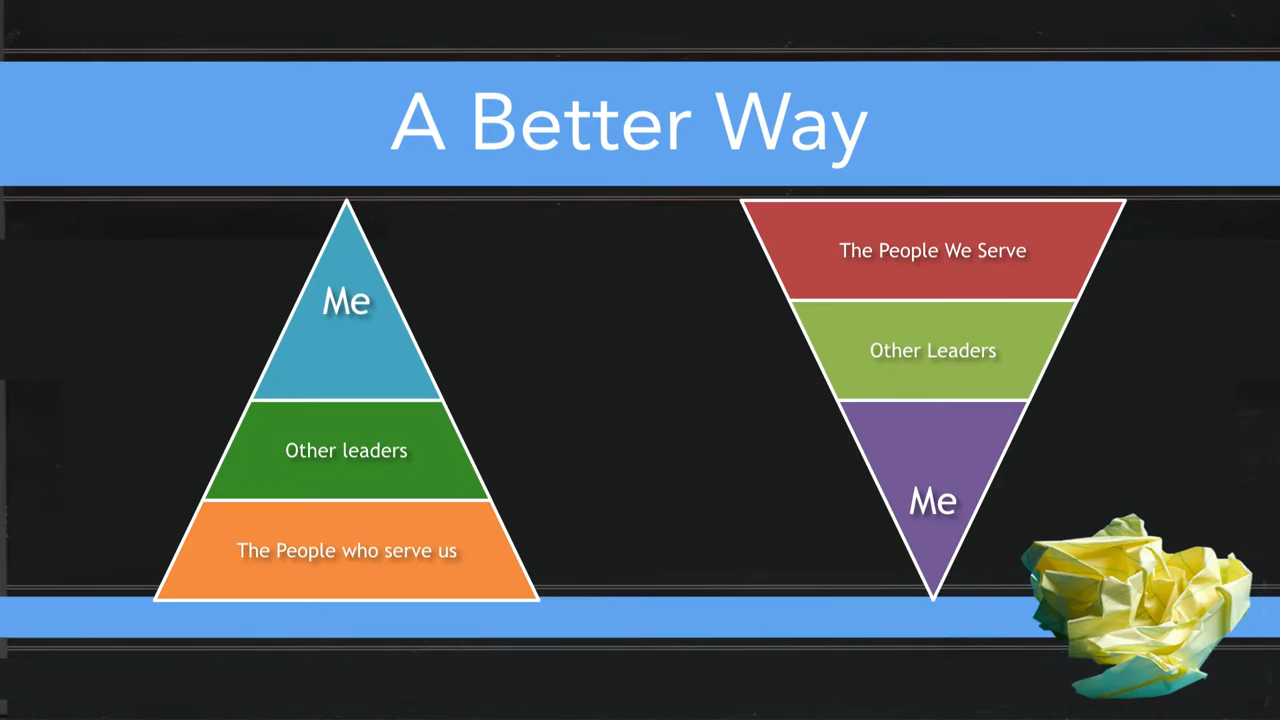 A Better Way
Me
Other leaders
The People who serve us
The People We Serve
Other Leaders
Me